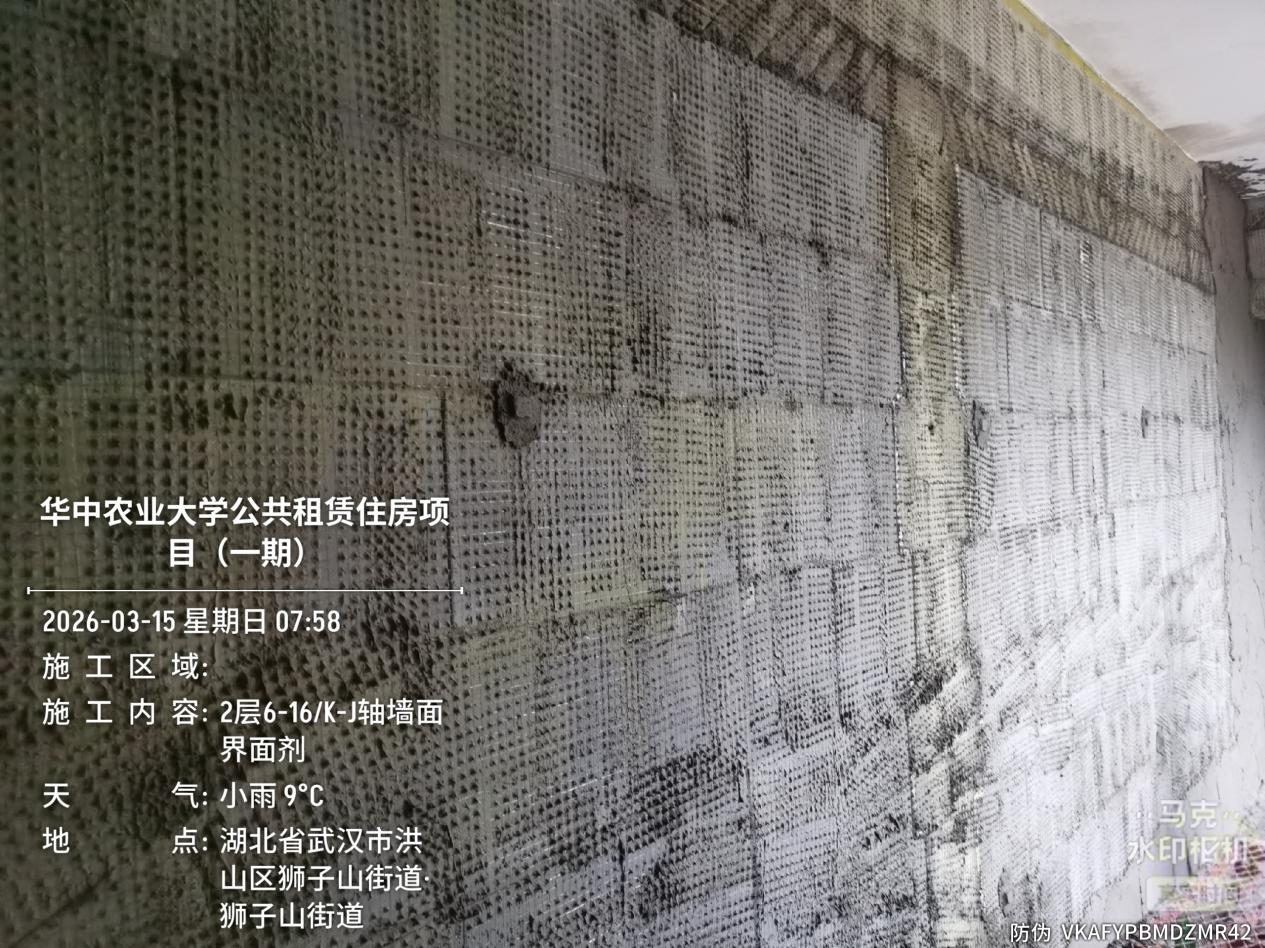 华中农业大学公共租赁住房项
目（一期）
2026-03-15 星期日 07:58
施工区域:
施工内容: 2层6-16/K-J轴墙面
界面剂
天气: 小雨 9°C
地点: 湖北省武汉市洪
山区狮子山街道·
狮子山街道
马克
水印相机
防伪 VKAFYPBMDZMR42